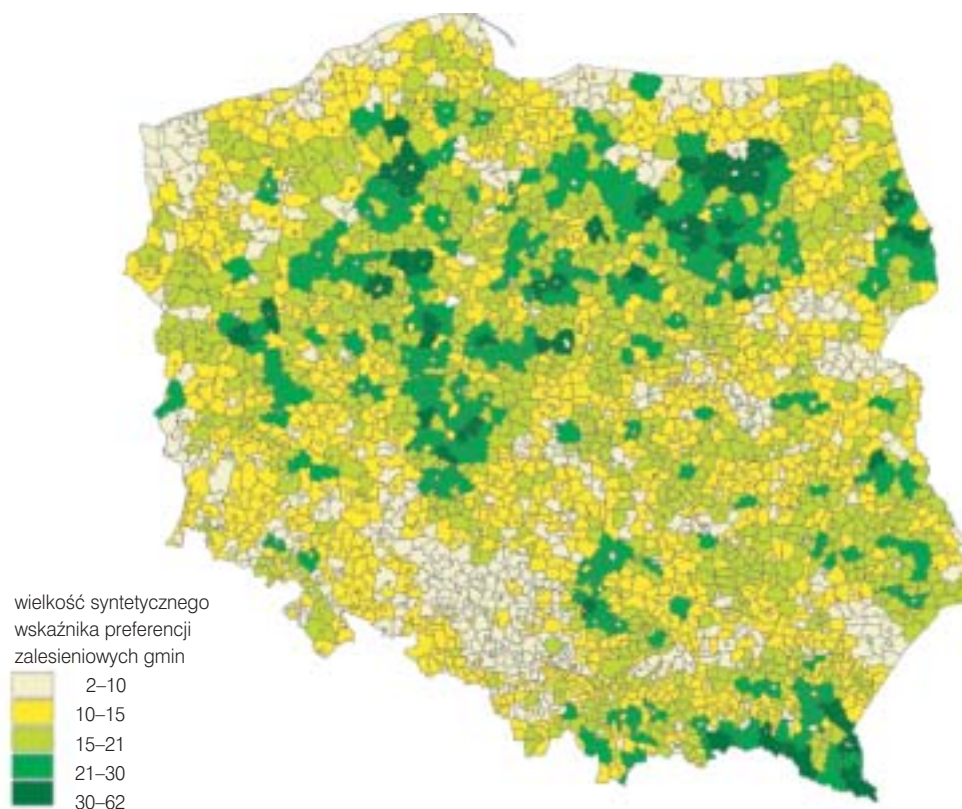 wielkość syntetycznego
wskaźnika preferencji
zalesieniowych gmin
2–10
10–15
15–21
21–30
30–62